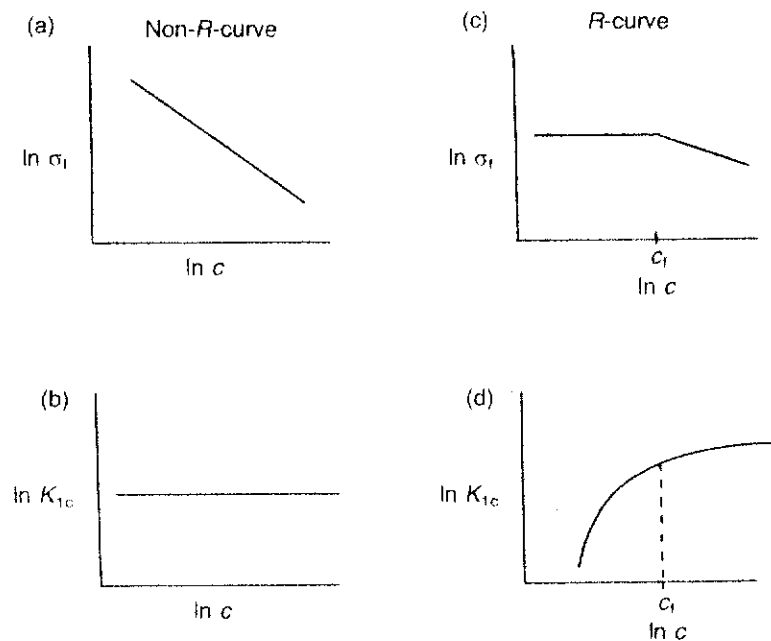 (a)
Non-R-curve
ln σf
ln c
(c)
R-curve
ln σf
cf
ln c
(b)
ln K1c
ln c
(d)
ln K1c
cf
ln c